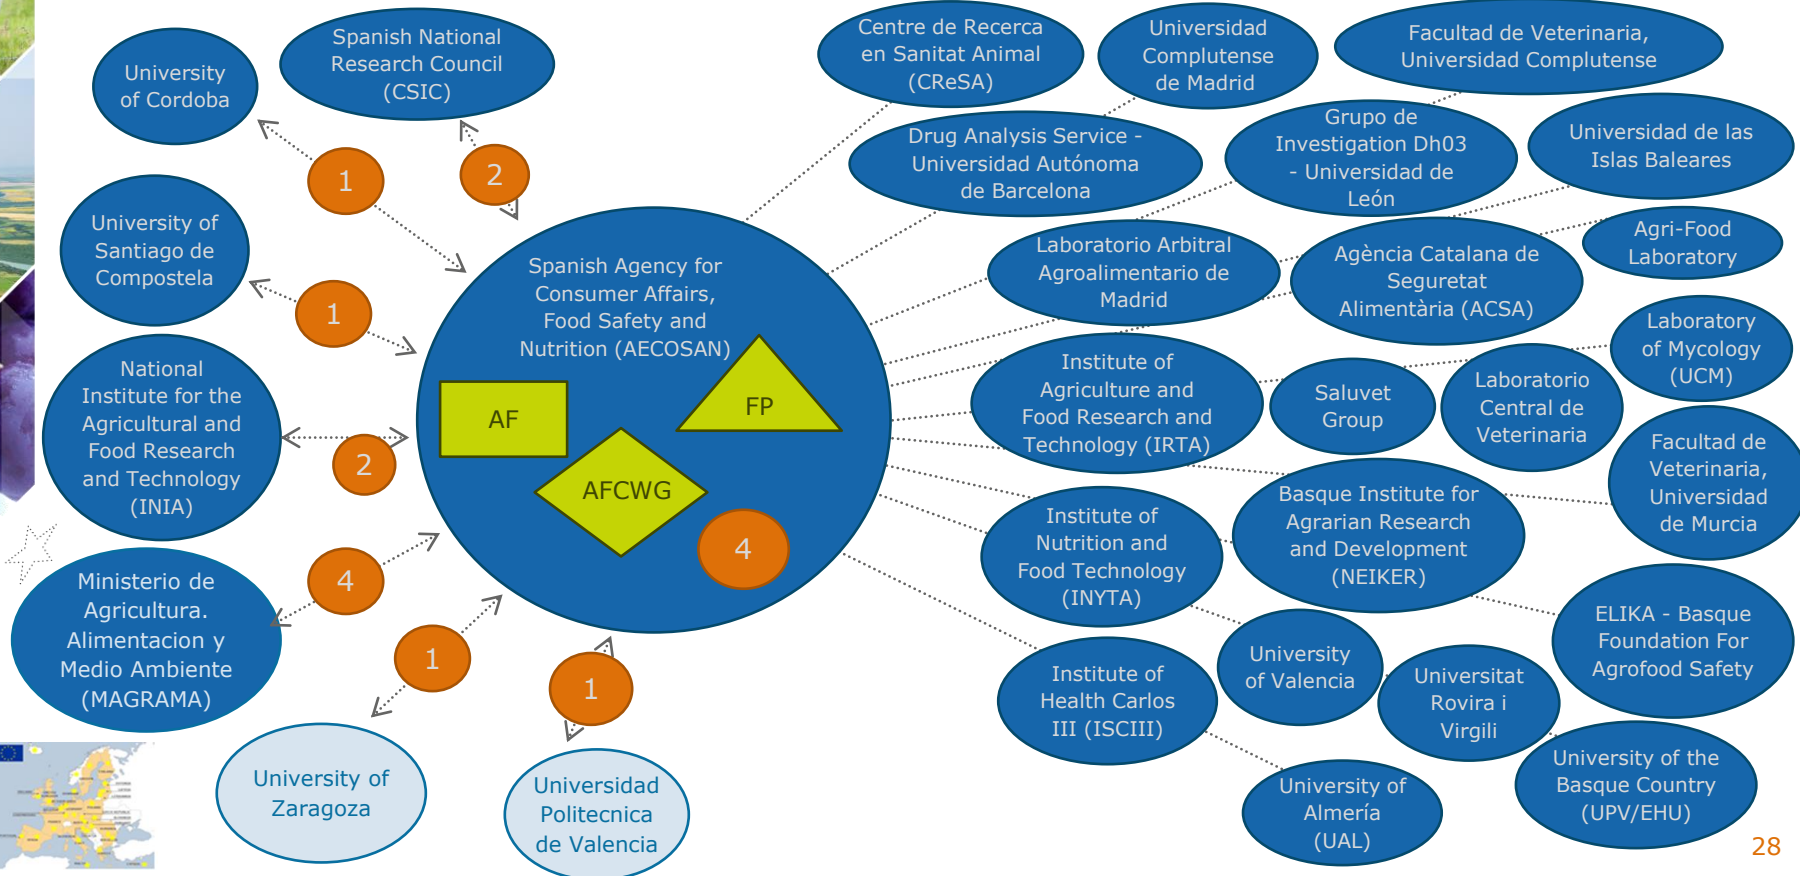 University
of Cordoba
Spanish National
Research Council
(CSIC)
Centre de Recerca
en Sanitat Animal
(CReSA)
Universidad
Complutense
de Madrid
Facultad de Veterinaria,
Universidad Complutense
1
2
Drug Analysis Service -
Universidad Autónoma
de Barcelona
Grupo de
Investigation Dh03
- Universidad de
León
Universidad de las
Islas Baleares
University of
Santiago de
Compostela
1
Spanish Agency for
Consumer Affairs,
Food Safety and
Nutrition (AECOSAN)
AF
FP
AFCWG
4
Laboratorio Arbitral
Agroalimentario de
Madrid
Agència Catalana de
Seguretat
Alimentària (ACSA)
Agri-Food
Laboratory
National
Institute for the
Agricultural and
Food Research
and Technology
(INIA)
2
Institute of
Agriculture and
Food Research and
Technology (IRTA)
Saluvet
Group
Laboratorio
Central de
Veterinaria
Laboratory
of Mycology
(UCM)
Facultad de
Veterinaria,
Universidad
de Murcia
Ministerio de
Agricultura.
Alimentacion y
Medio Ambiente
(MAGRAMA)
4
Institute of
Nutrition and
Food Technology
(INYTA)
Basque Institute for
Agrarian Research
and Development
(NEIKER)
ELIKA - Basque
Foundation For
Agrofood Safety
1
1
Institute of
Health Carlos
III (ISCIII)
University
of Valencia
Universitat
Rovira i
Virgili
University of
Zaragoza
Universidad
Politecnica
de Valencia
University of
Almería
(UAL)
University of the
Basque Country
(UPV/EHU)
28